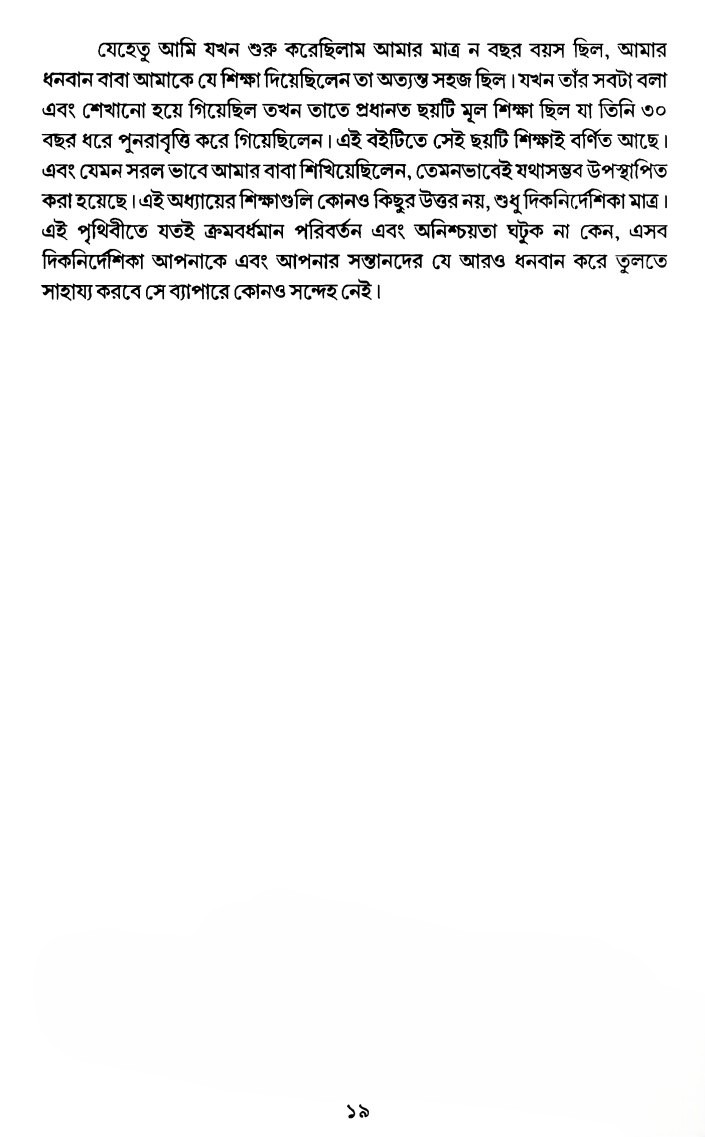 যেহেতু আমি যখন শুরু করেছিলাম আমার মাত্র ন বছর বয়স ছিল, আমার
ধনবান বাবা আমাকে যে শিক্ষা দিয়েছিলেন তা অত্যন্ত সহজ ছিল। যখন তাঁর সবটা বলা
এবং শেখানো হয়ে গিয়েছিল তখন তাতে প্রধানত ছয়টি মূল শিক্ষা ছিল যা তিনি ৩০
বছর ধরে পুনরাবৃত্তি করে গিয়েছিলেন। এই বইটিতে সেই ছয়টি শিক্ষাই বর্ণিত আছে।
এবং যেমন সরল ভাবে আমার বাবা শিখিয়েছিলেন, তেমনভাবেই যথাসম্ভব উপস্থাপিত
করা হয়েছে। এই অধ্যায়ের শিক্ষাগুলি কোনও কিছুর উত্তর নয়, শুধু দিকনির্দেশিকা মাত্র।
এই পৃথিবীতে যতই ক্রমবর্ধমান পরিবর্তন এবং অনিশ্চয়তা ঘটুক না কেন, এসব
দিকনির্দেশিকা আপনাকে এবং আপনার সন্তানদের যে আরও ধনবান করে তুলতে
সাহায্য করবে সে ব্যাপারে কোনও সন্দেহ নেই।
১৯